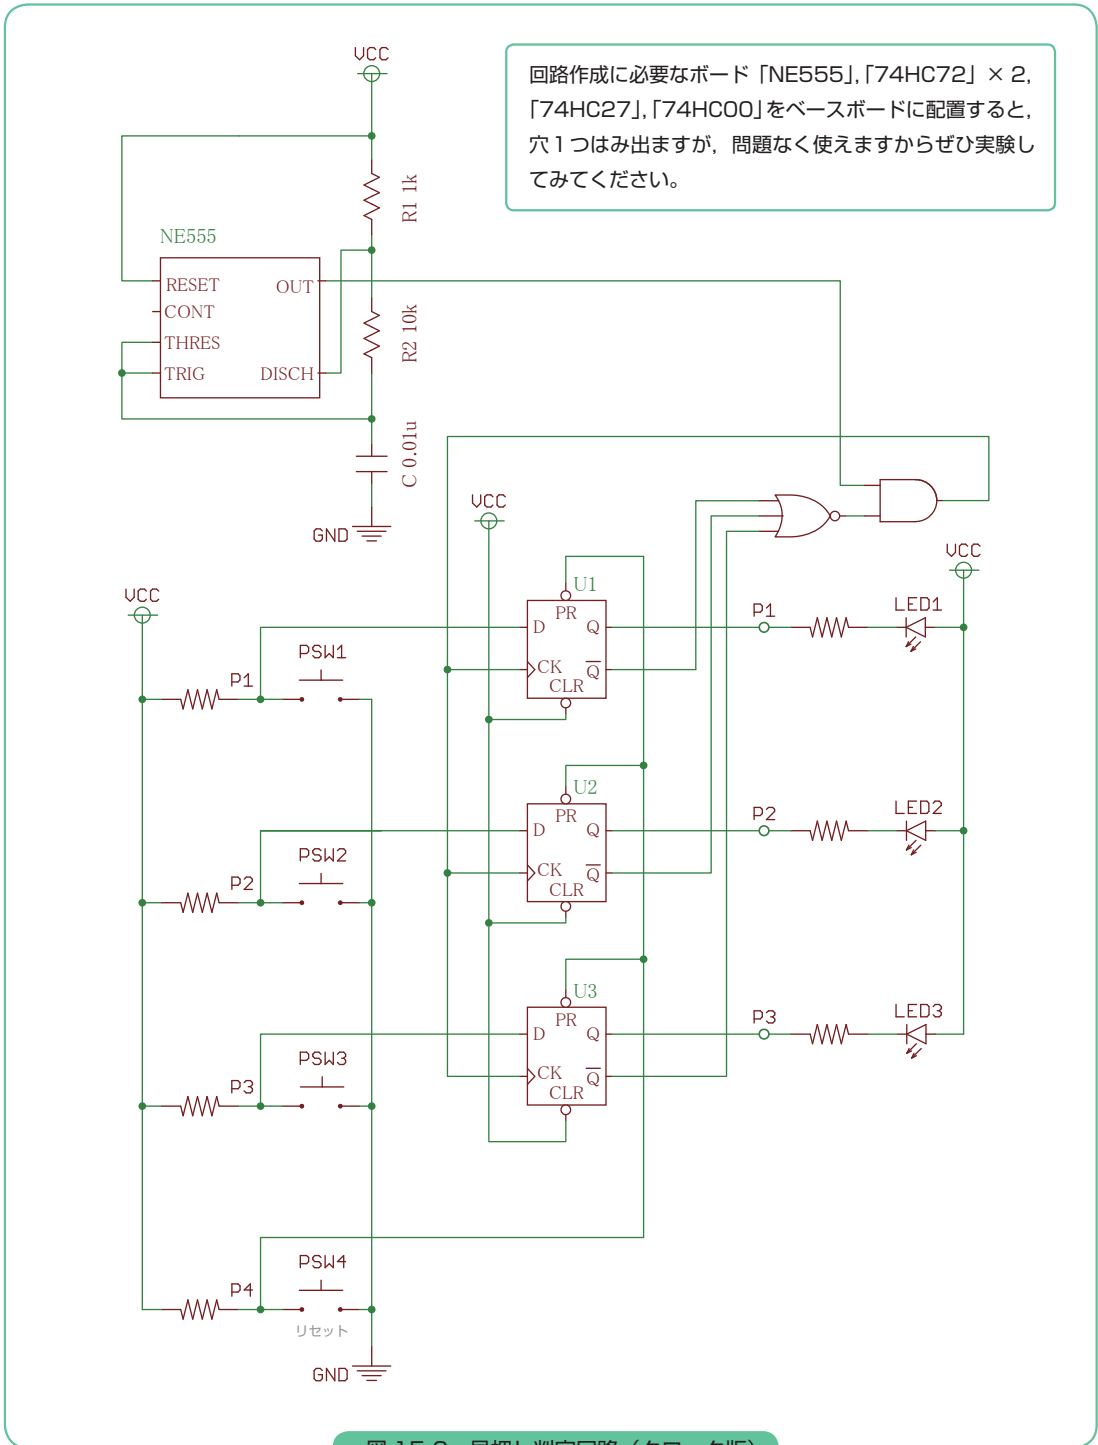 VCC
回路作成に必要なボード「NE555」,「74HC72」× 2,
「74HC27」,「74HC00」をベースボードに配置すると,
穴1つはみ出ますが，問題なく使えますからぜひ実験し
てみてください。
R1 1k
NE555
RESET
OUT
CONT
THRES
TRIG
DISCH
R2 10k
C 0.01u
GND
VCC
VCC
VCC
U1
PR
D
Q
CK
Q
CLR
P1
LED1
P1
PSW1
U2
PR
D
Q
CK
Q
CLR
P2
LED2
P2
PSW2
U3
PR
D
Q
CK
Q
CLR
P3
LED3
P3
PSW3
P4
PSW4
リセット
GND